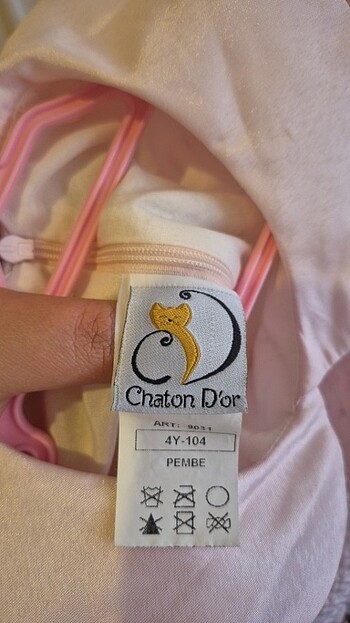 Chaton D'or
ART: 9031
4Y-104
PEMBE